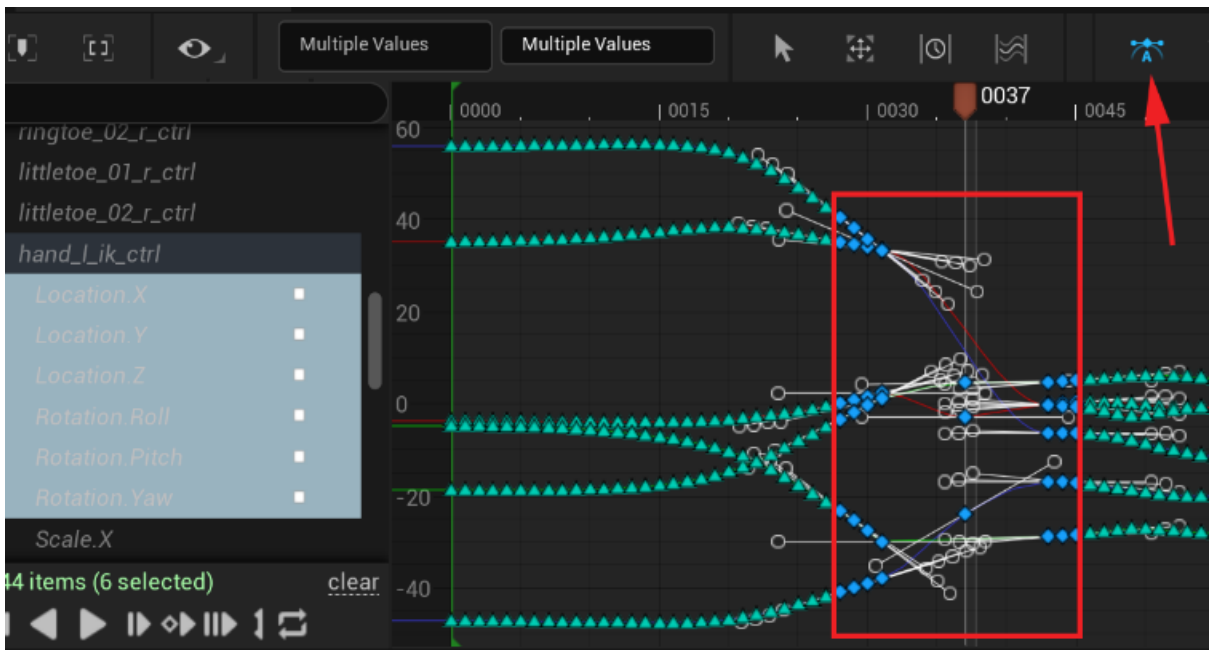 Multiple Values
Multiple Values
A
0037
0000
0015
0030
0045
60
40
20
0
-20
-40
ringtoe_02_r_ctrl
littletoe_01_r_ctrl
littletoe_02_r_ctrl
hand_l_ik_ctrl
Location.X
Location.Y
Location.Z
Rotation.Roll
Rotation.Pitch
Rotation.Yaw
Scale.X
44 items (6 selected)
clear